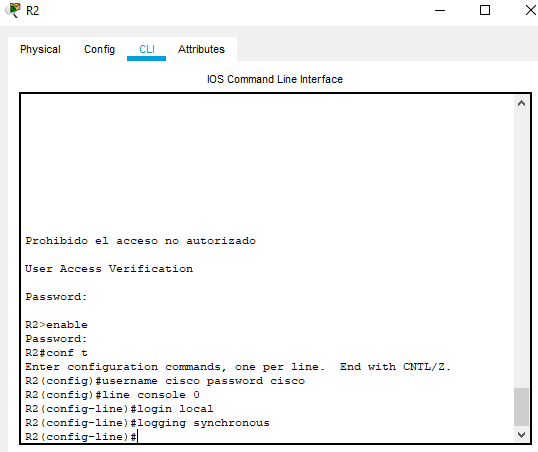 R2
Physical Config CLI Attributes
IOS Command Line Interface
Prohibido el acceso no autorizado
User Access Verification
Password:
R2>enable
Password:
R2#conf t
Enter configuration commands, one per line.  End with CNTL/Z.
R2(config)#username cisco password cisco
R2(config)#line console 0
R2(config-line)#login local
R2(config-line)#logging synchronous
R2(config-line)#